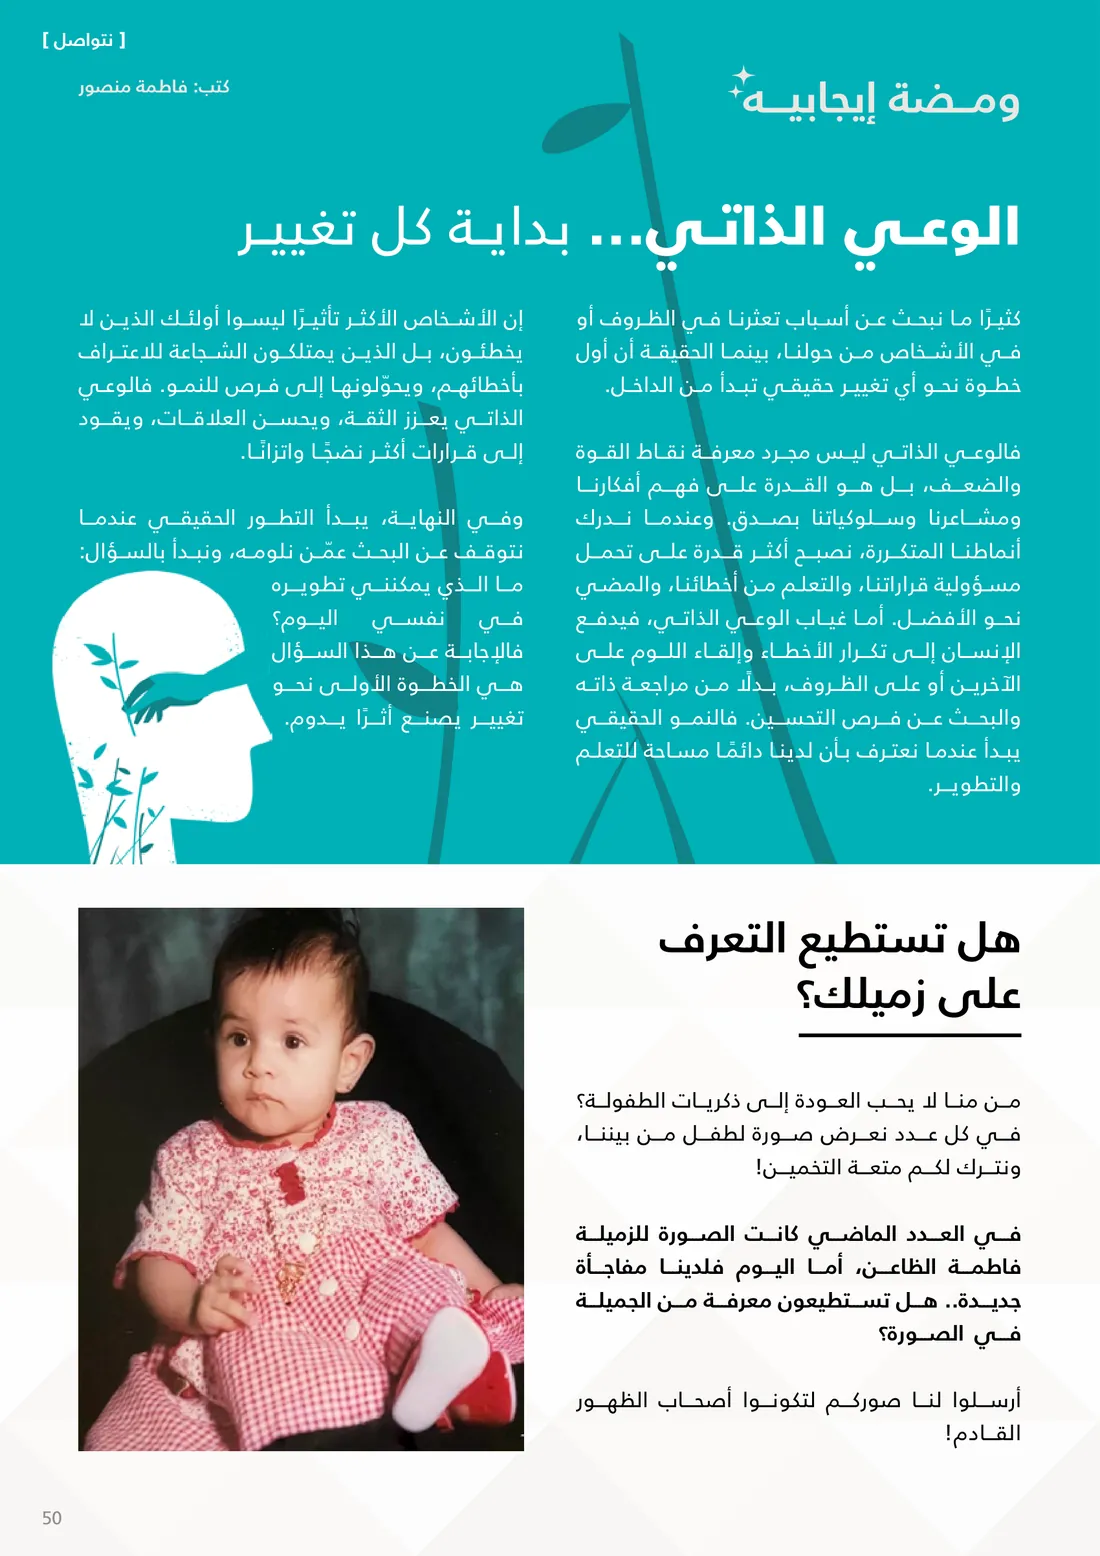 [ نتواصل ]
كتب: فاطمة منصور
ومضة إيجابيه
الوعي الذاتي... بداية كل تغيير
كثيرًا ما نبحث عن أسباب تعثرنا في الظروف أو
في الأشخاص من حولنا، بينما الحقيقة أن أول
خطوة نحو أي تغيير حقيقي تبدأ من الداخل.
فالوعي الذاتي ليس مجرد معرفة نقاط القوة
والضعف، بل هو القدرة على فهم أفكارنا
ومشاعرنا وسلوكياتنا بصدق. وعندما ندرك
أنماطنا المتكررة، نصبح أكثر قدرة على تحمل
مسؤولية قراراتنا، والتعلم من أخطائنا، والمضي
نحو الأفضل. أما غياب الوعي الذاتي، فيدفع
الإنسان إلى تكرار الأخطاء وإلقاء اللوم على
الآخرين أو على الظروف، بدلًا من مراجعة ذاته
والبحث عن فرص التحسين. فالنمو الحقيقي
يبدأ عندما نعترف بأن لدينا دائمًا مساحة للتعلم
والتطوير.
إن الأشخاص الأكثر تأثيرًا ليسوا أولئك الذين لا
يخطئون، بل الذين يمتلكون الشجاعة للاعتراف
بأخطائهم، ويحوّلونها إلى فرص للنمو. فالوعي
الذاتي يعزز الثقة، ويحسن العلاقات، ويقود
إلى قرارات أكثر نضجًا واتزانًا.
وفي النهاية، يبدأ التطور الحقيقي عندما
نتوقف عن البحث عمّن نلومه، ونبدأ بالسؤال:
ما الذي يمكنني تطويره
في نفسي اليوم؟
فالإجابة عن هذا السؤال
هي الخطوة الأولى نحو
تغيير يصنع أثرًا يدوم.
هل تستطيع التعرف
على زميلك؟
من منا لا يحب العودة إلى ذكريات الطفولة؟
في كل عدد نعرض صورة لطفل من بيننا،
ونترك لكم متعة التخمين!
في العدد الماضي كانت الصورة للزميلة
فاطمة الظاعن، أما اليوم فلدينا مفاجأة
جديدة.. هل تستطيعون معرفة من الجميلة
في الصورة؟
أرسلوا لنا صوركم لتكونوا أصحاب الظهور
القادم!
50